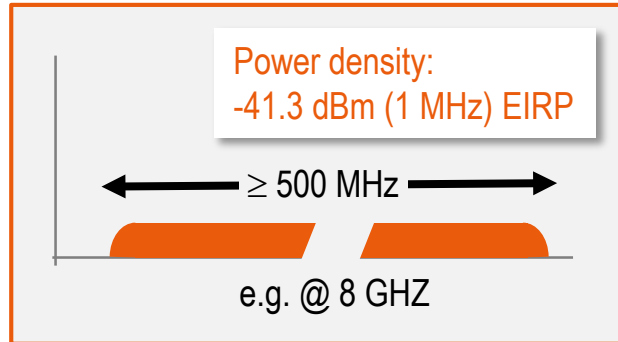 Power density:
-41.3 dBm (1 MHz) EIRP
≥ 500 MHz
e.g. @ 8 GHZ